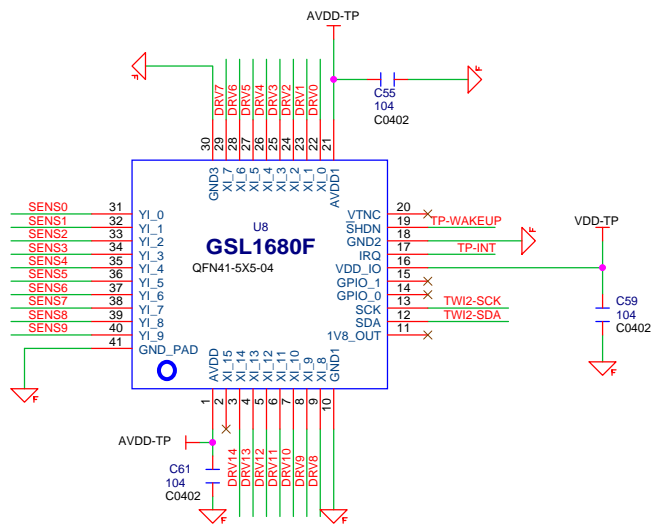 AVDD-TP
DRV7
DRV6
DRV5
DRV4
DRV3
DRV2
DRV1
DRV0
C55
104
C0402
30
29
28
27
26
25
24
23
22
21
GND3
XI_7
XI_6
XI_5
XI_4
XI_3
XI_2
XI_1
XI_0
AVDD1
SENS0 31 YI_0
SENS1 32 YI_1
SENS2 33 YI_2
SENS3 34 YI_3
SENS4 35 YI_4
SENS5 36 YI_5
SENS6 37 YI_6
SENS7 38 YI_7
SENS8 39 YI_8
SENS9 40 YI_9
41 GND_PAD
U8
GSL1680F
QFN41-5X5-04
VTNC 20
SHDN 19 TP-WAKEUP
GND2 18
IRQ 17 TP-INT
VDD_IO 16
GPIO_1 15
GPIO_0 14
SCK 13 TWI2-SCK
SDA 12 TWI2-SDA
1V8_OUT 11
VDD-TP
C59
104
C0402
AVDD
XI_15
XI_14
XI_13
XI_12
XI_11
XI_10
XI_9
XI_8
GND1
1
2
3
4
5
6
7
8
9
10
AVDD-TP
C61
104
C0402
DRV14
DRV13
DRV12
DRV11
DRV10
DRV9
DRV8
F
F
F
F
F
F
F